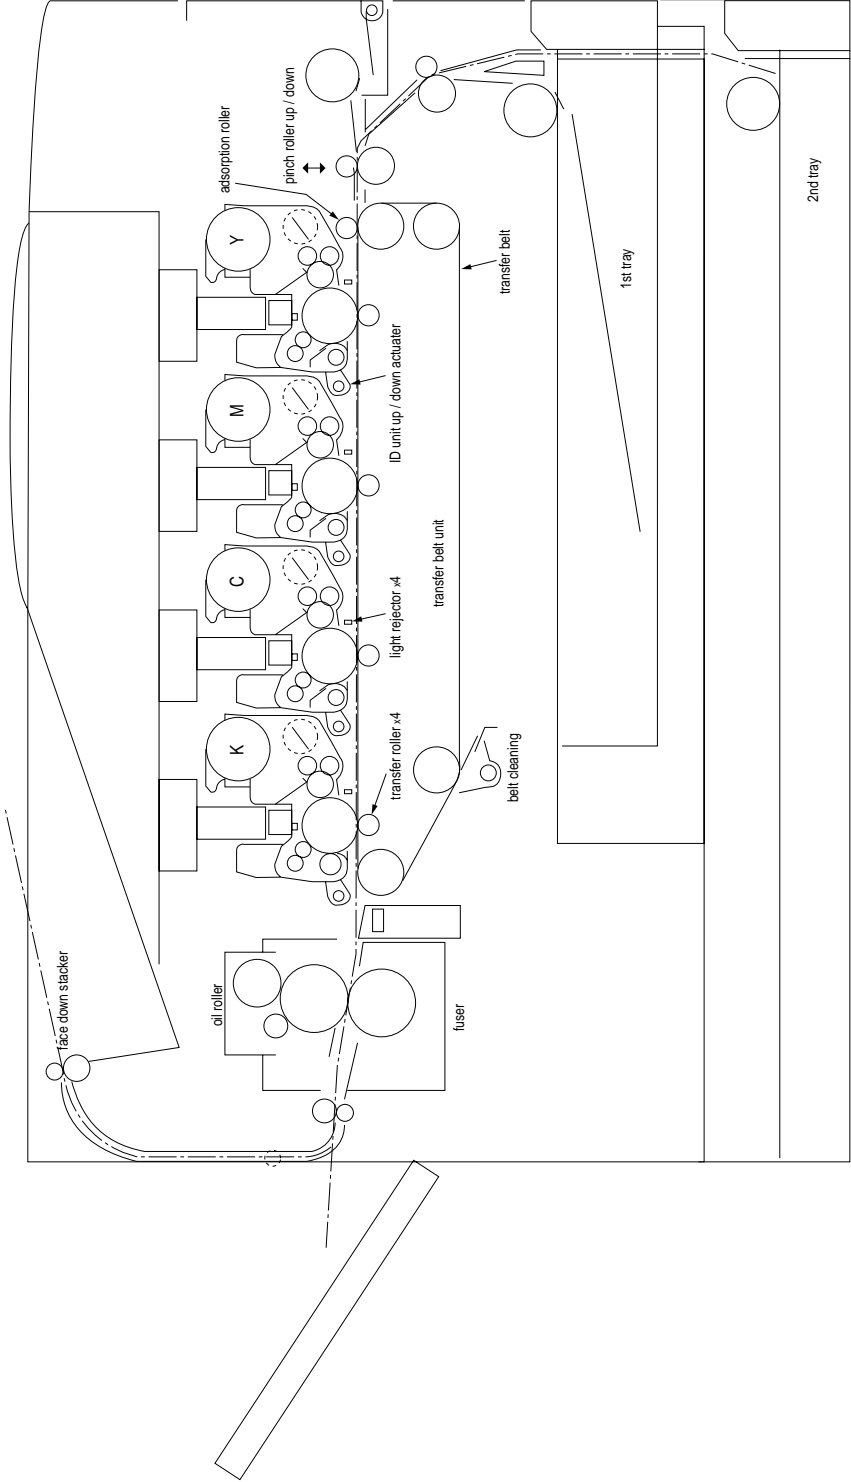 face down stacker
oil roller
fuser
K
C
M
Y
transfer roller x4
light rejector x4
ID unit up / down actuater
adsorption roller
pinch roller up / down
belt cleaning
transfer belt unit
transfer belt
1st tray
2nd tray